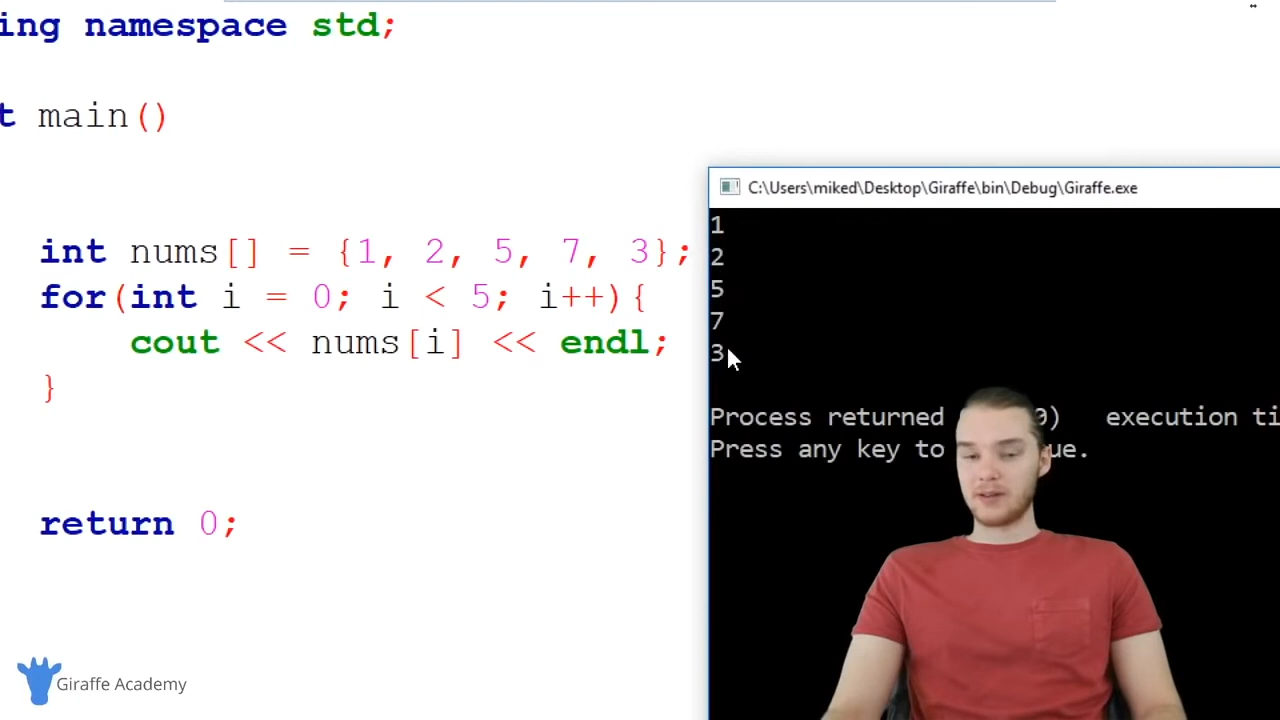 ing namespace std;
t main()
int nums[] = {1, 2, 5, 7, 3};
for(int i = 0; i < 5; i++){
cout << nums[i] << endl;
}
return 0;
C:\Users\miked\Desktop\Giraffe\bin\Debug\Giraffe.exe
1
2
5
7
3
Process returned 0) execution ti
Press any key to ue.
Giraffe Academy